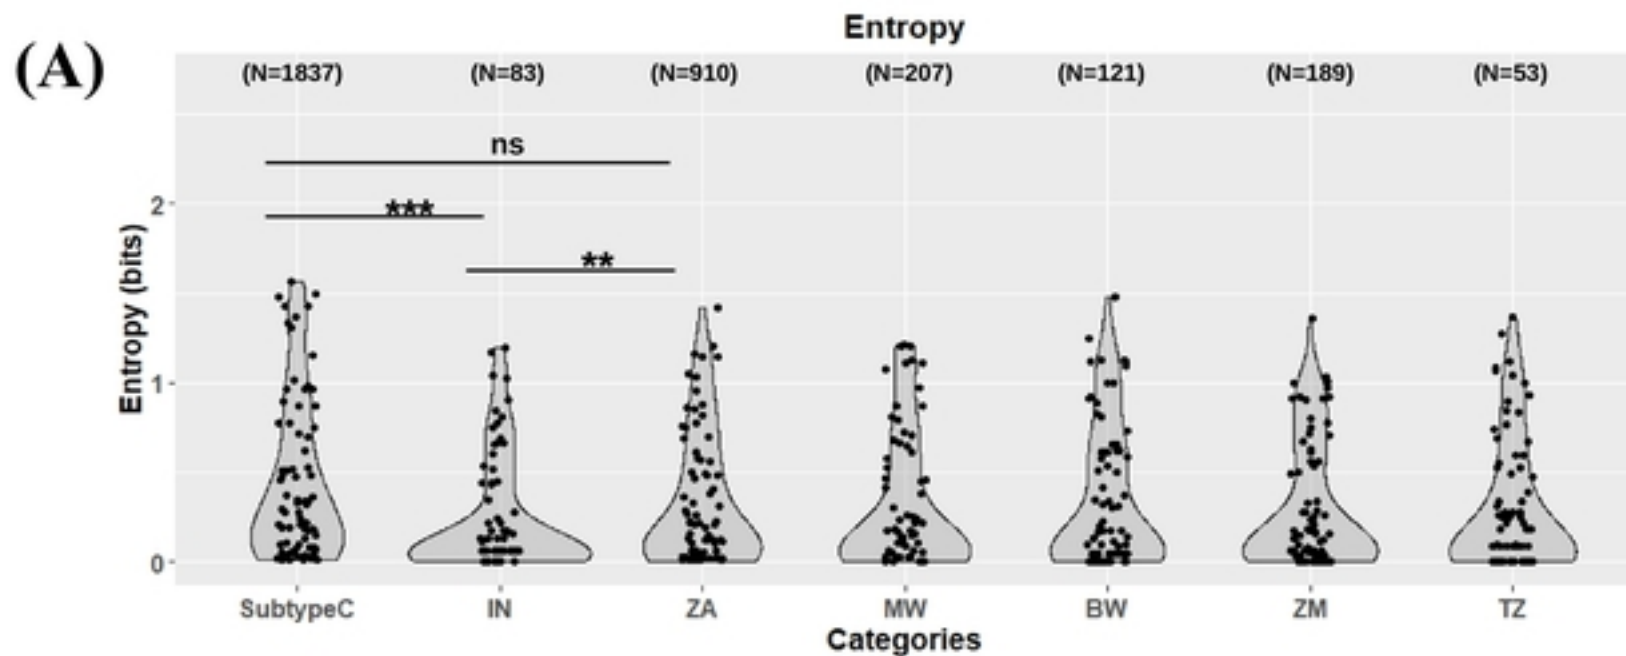 Entropy
(A)
(N=1837) (N=83) (N=910) (N=207) (N=121) (N=189) (N=53)
ns
***
**
2
1
0
Entropy (bits)
SubtypeC IN ZA MW BW ZM TZ
Categories